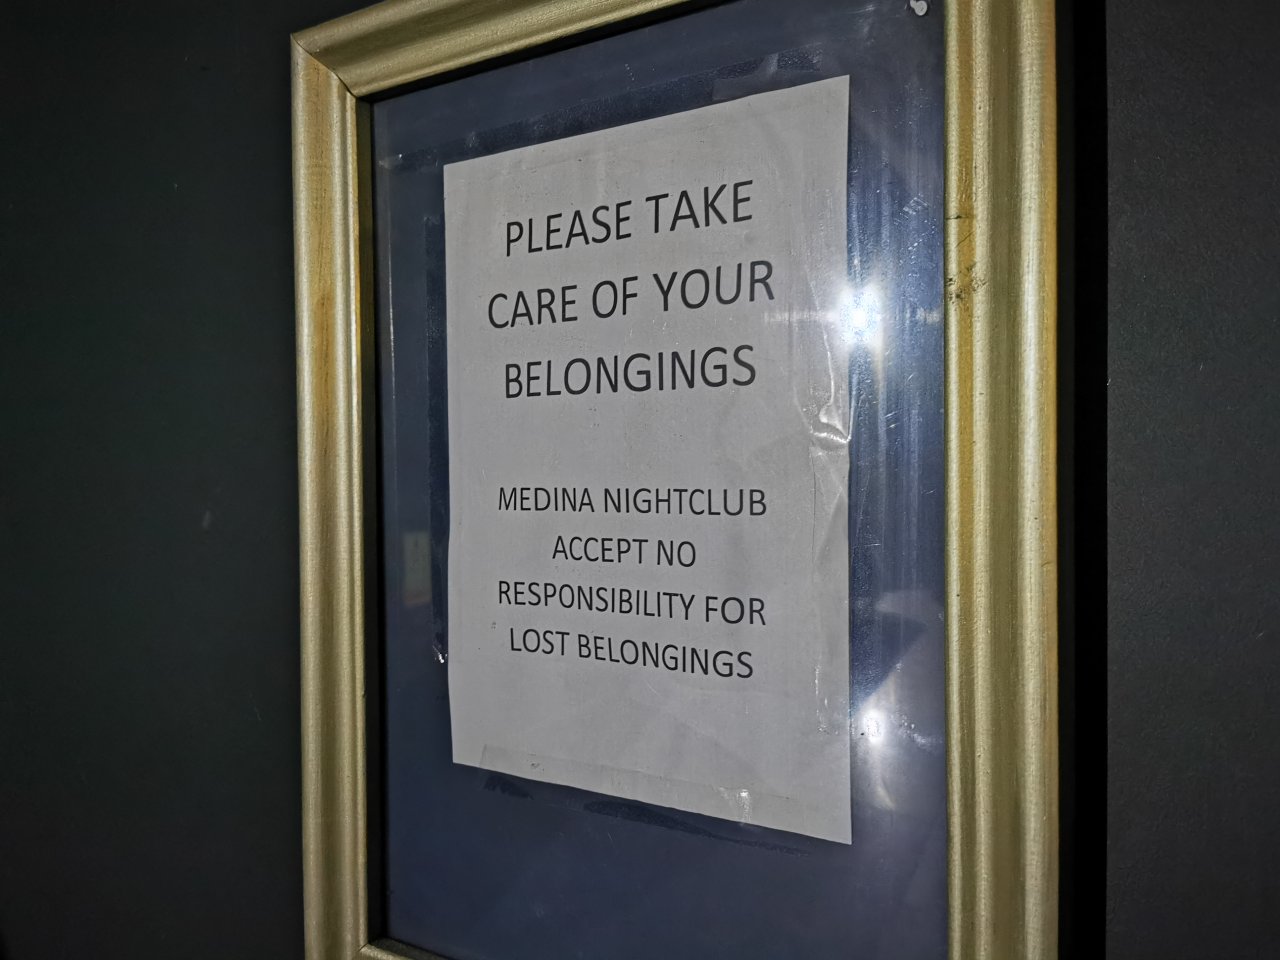 PLEASE TAKE
CARE OF YOUR
BELONGINGS
MEDINA NIGHTCLUB
ACCEPT NO
RESPONSIBILITY FOR
LOST BELONGINGS